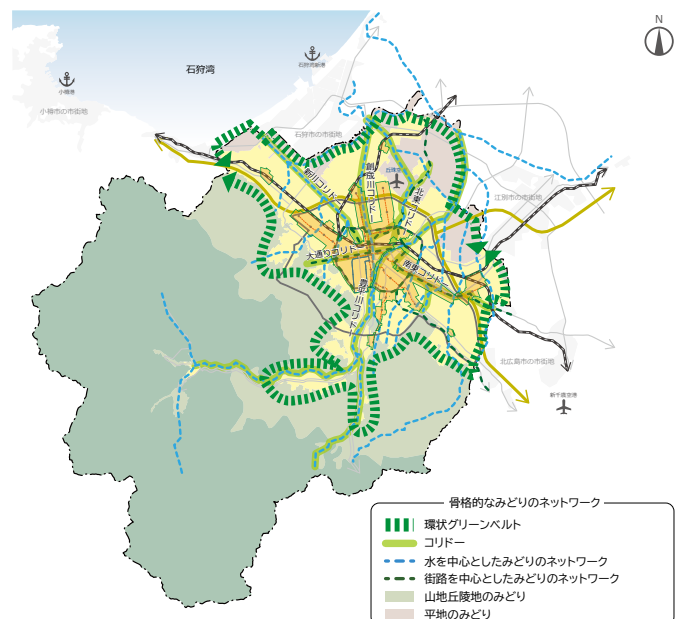 N
石狩湾
石狩湾新港
小樽港
小樽市の市街地
石狩市の市街地
新川コリドー
創成川コリドー
丘珠空港
北東コリドー
江別市の市街地
大通りコリドー
南東コリドー
豊平川コリドー
北広島市の市街地
新千歳空港
骨格的なみどりのネットワーク
環状グリーンベルト
コリドー
水を中心としたみどりのネットワーク
街路を中心としたみどりのネットワーク
山地丘陵地のみどり
平地のみどり